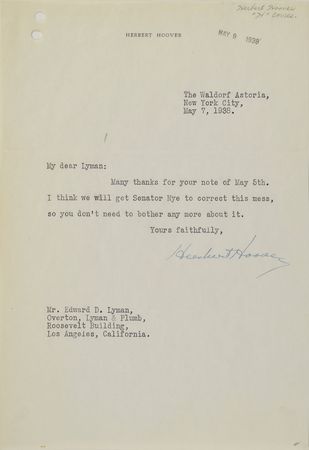 Herbert Hoover
HERBERT HOOVER
MAY 9 1938
The Waldorf Astoria,
New York City,
May 7, 1938.
My dear Lyman:
Many thanks for your note of May 5th.
I think we will get Senator Nye to correct this mess,
so you don't need to bother any more about it.
Yours faithfully,
Herbert Hoover
Mr. Edward D. Lyman,
Overton, Lyman & Plumb,
Roosevelt Building,
Los Angeles, California.